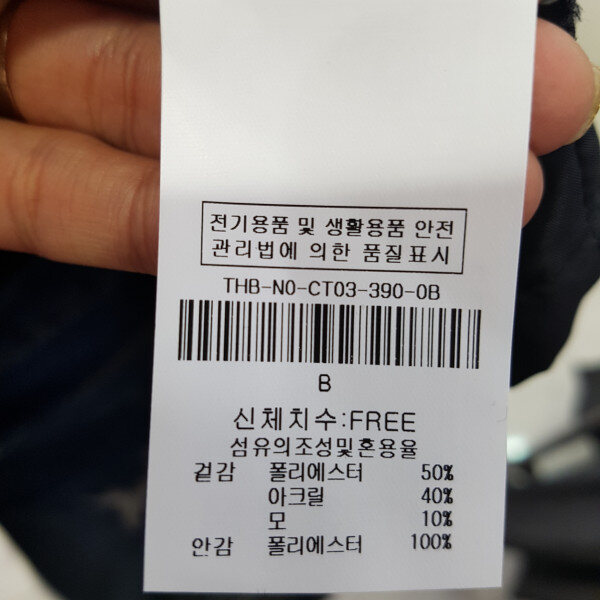 전기용품 및 생활용품 안전
관리법에 의한 품질표시
THB-NO-CT03-390-0B
B
신체치수:FREE
섬유의조성및혼용율
겉감 폴리에스터 50%
아크릴 40%
모 10%
안감 폴리에스터 100%